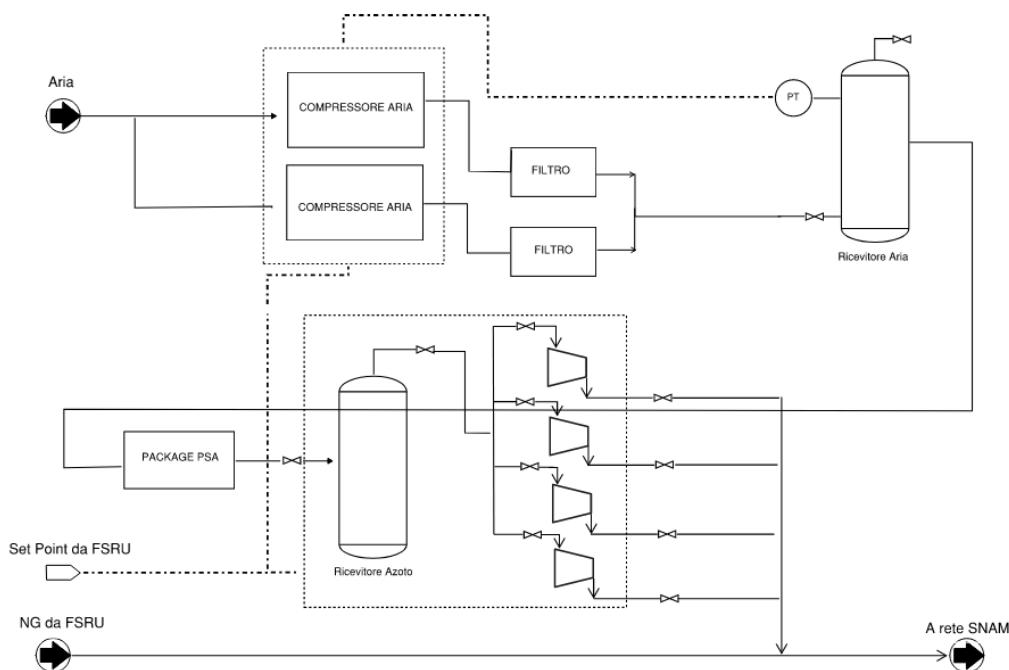 Aria
COMPRESSORE ARIA
PT
FILTRO
COMPRESSORE ARIA
FILTRO
Ricevitore Aria
PACKAGE PSA
Set Point da FSRU
Ricevitore Azoto
NG da FSRU
A rete SNAM